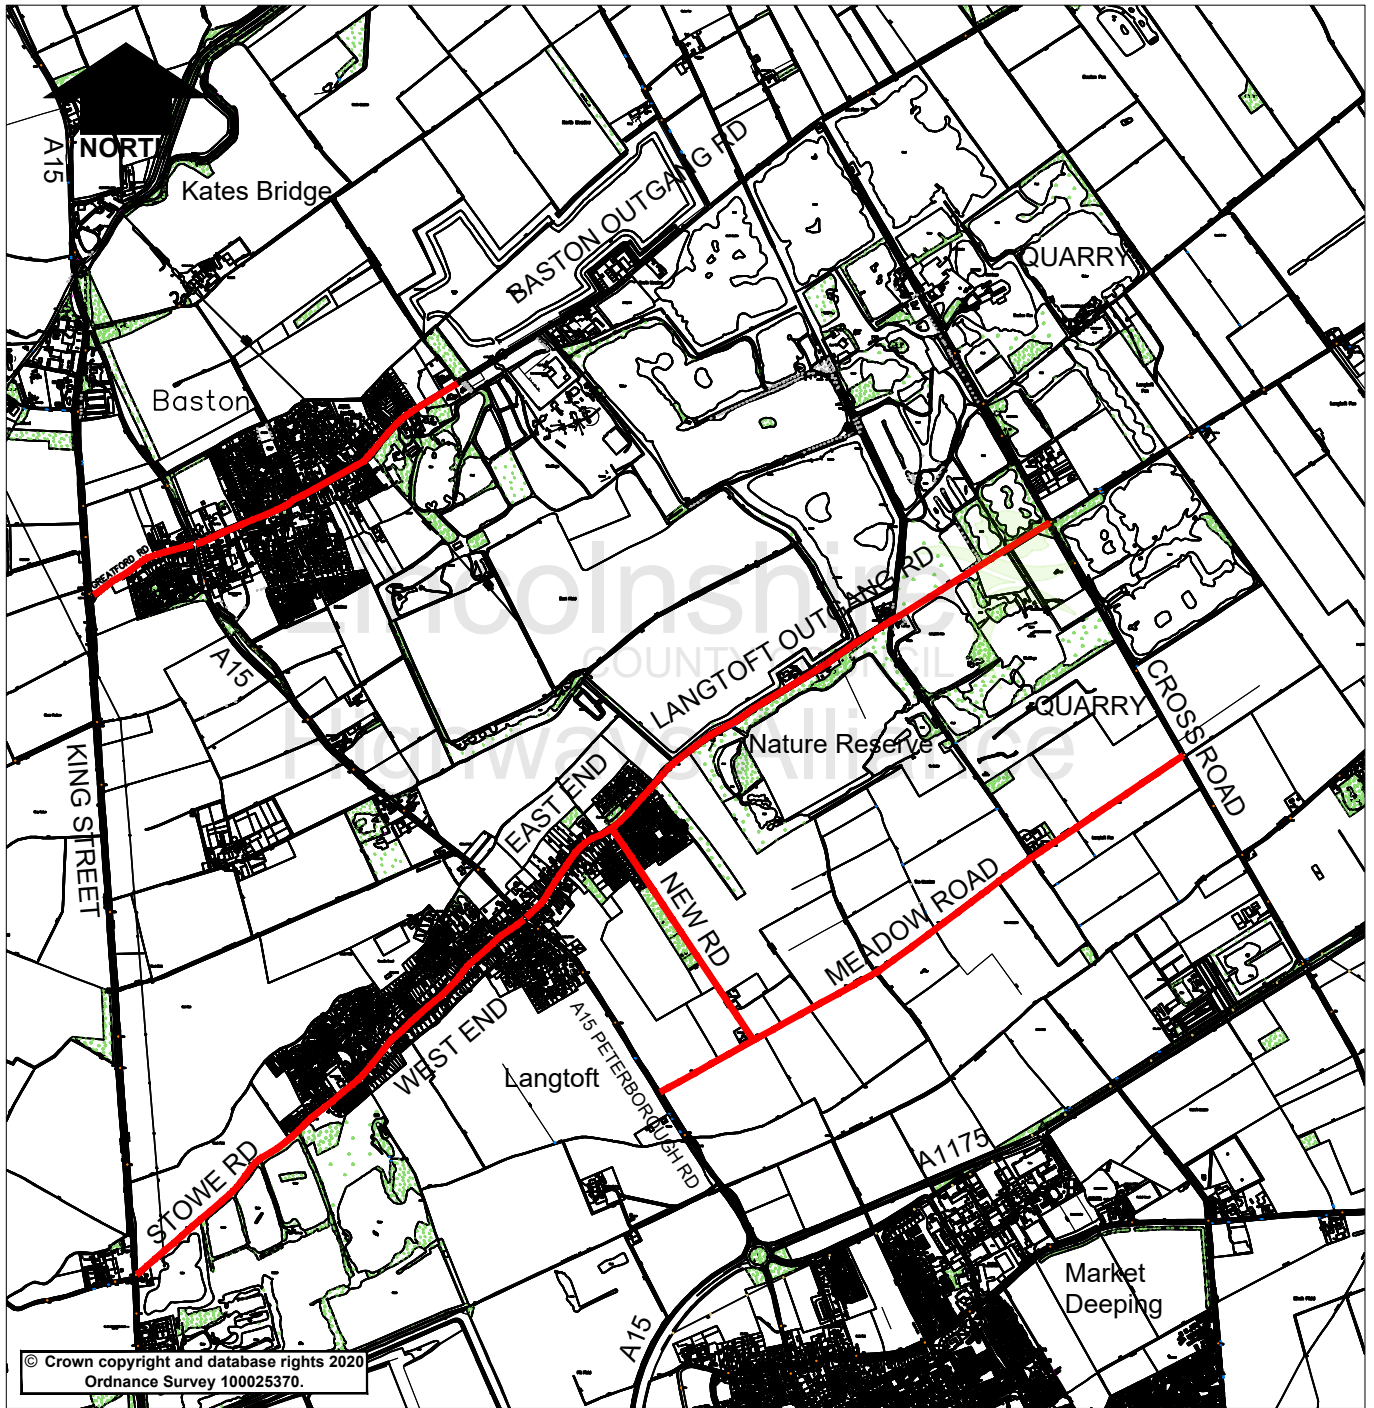 A15
NORTH
Kates Bridge
BASTON OUTGANG RD
QUARRY
Baston
GREATFORD RD
Lincolnshire
COUNTY COUNCIL
Highways Alliance
LANGTOFT OUTGANG RD
A15
QUARRY
CROSS ROAD
KING STREET
Nature Reserve
EAST END
NEW RD
MEADOW ROAD
WEST END
A15 PETERBOROUGH RD
Langtoft
STOWE RD
A1175
Market
Deeping
A15
© Crown copyright and database rights 2020
Ordnance Survey 100025370.